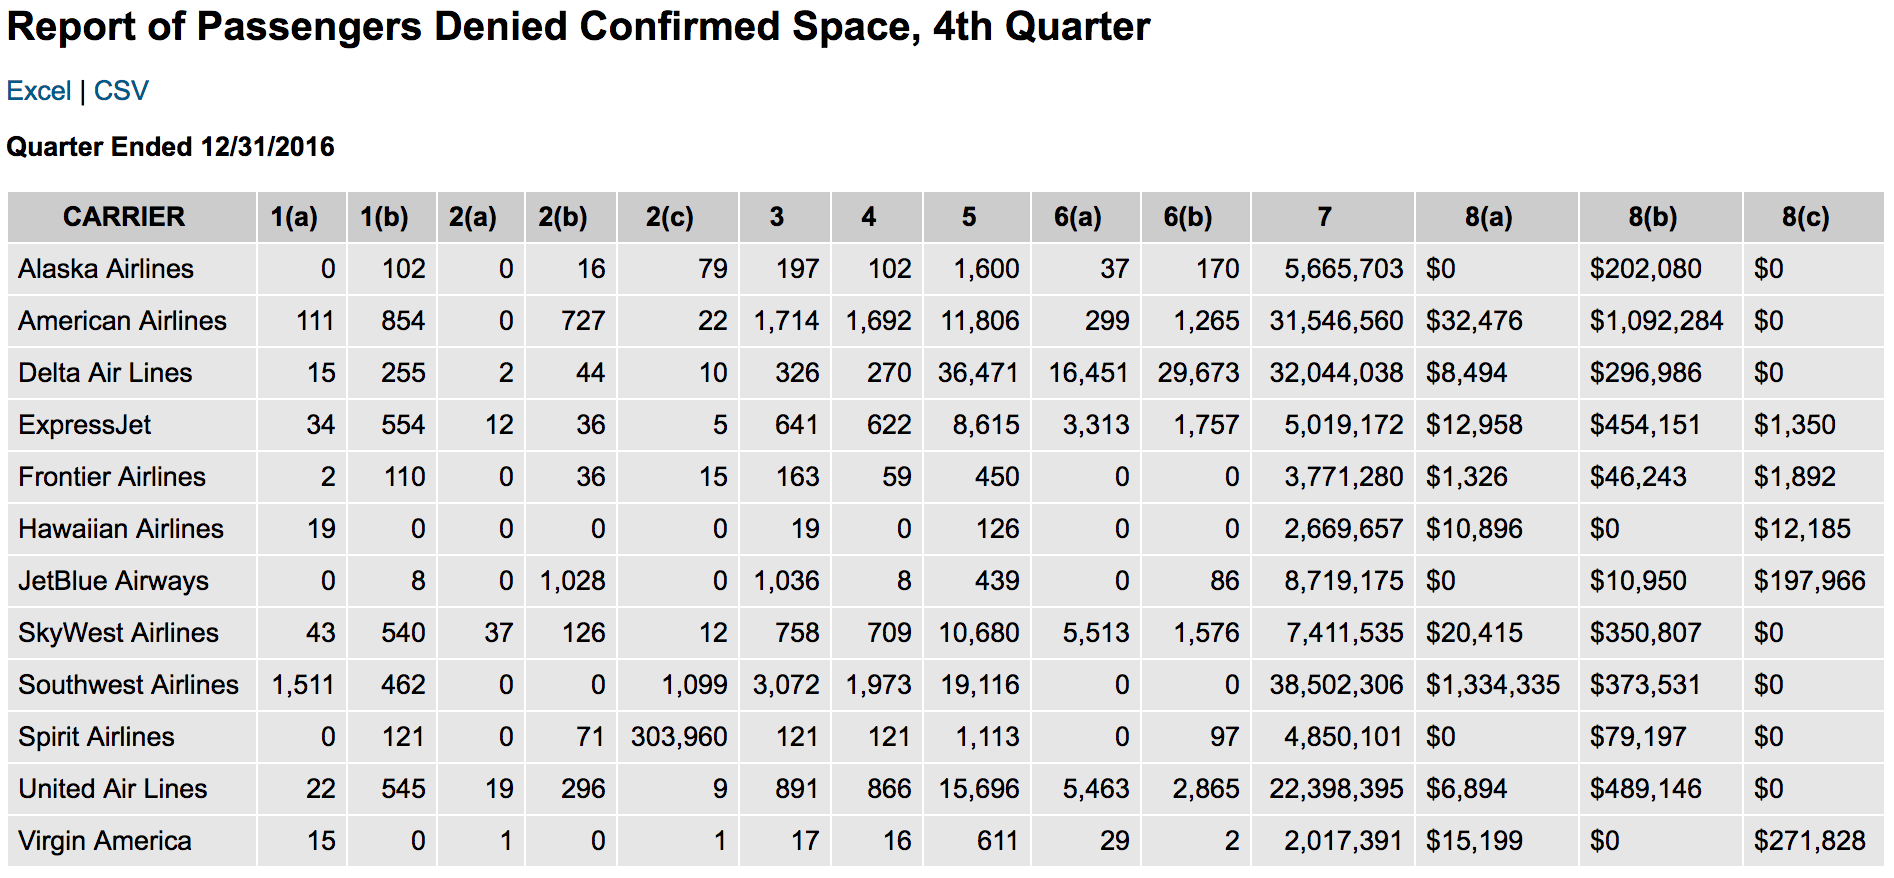 Report of Passengers Denied Confirmed Space, 4th Quarter
Excel | CSV
Quarter Ended 12/31/2016
CARRIER 1(a) 1(b) 2(a) 2(b) 2(c) 3 4 5 6(a) 6(b) 7 8(a) 8(b) 8(c)
Alaska Airlines 0 102 0 16 79 197 102 1,600 37 170 5,665,703 $0 $202,080 $0
American Airlines 111 854 0 727 22 1,714 1,692 11,806 299 1,265 31,546,560 $32,476 $1,092,284 $0
Delta Air Lines 15 255 2 44 10 326 270 36,471 16,451 29,673 32,044,038 $8,494 $296,986 $0
ExpressJet 34 554 12 36 5 641 622 8,615 3,313 1,757 5,019,172 $12,958 $454,151 $1,350
Frontier Airlines 2 110 0 36 15 163 59 450 0 0 3,771,280 $1,326 $46,243 $1,892
Hawaiian Airlines 19 0 0 0 0 19 0 126 0 0 2,669,657 $10,896 $0 $12,185
JetBlue Airways 0 8 0 1,028 0 1,036 8 439 0 86 8,719,175 $0 $10,950 $197,966
SkyWest Airlines 43 540 37 126 12 758 709 10,680 5,513 1,576 7,411,535 $20,415 $350,807 $0
Southwest Airlines 1,511 462 0 0 1,099 3,072 1,973 19,116 0 0 38,502,306 $1,334,335 $373,531 $0
Spirit Airlines 0 121 0 71 303,960 121 121 1,113 0 97 4,850,101 $0 $79,197 $0
United Air Lines 22 545 19 296 9 891 866 15,696 5,463 2,865 22,398,395 $6,894 $489,146 $0
Virgin America 15 0 1 0 1 17 16 611 29 2 2,017,391 $15,199 $0 $271,828